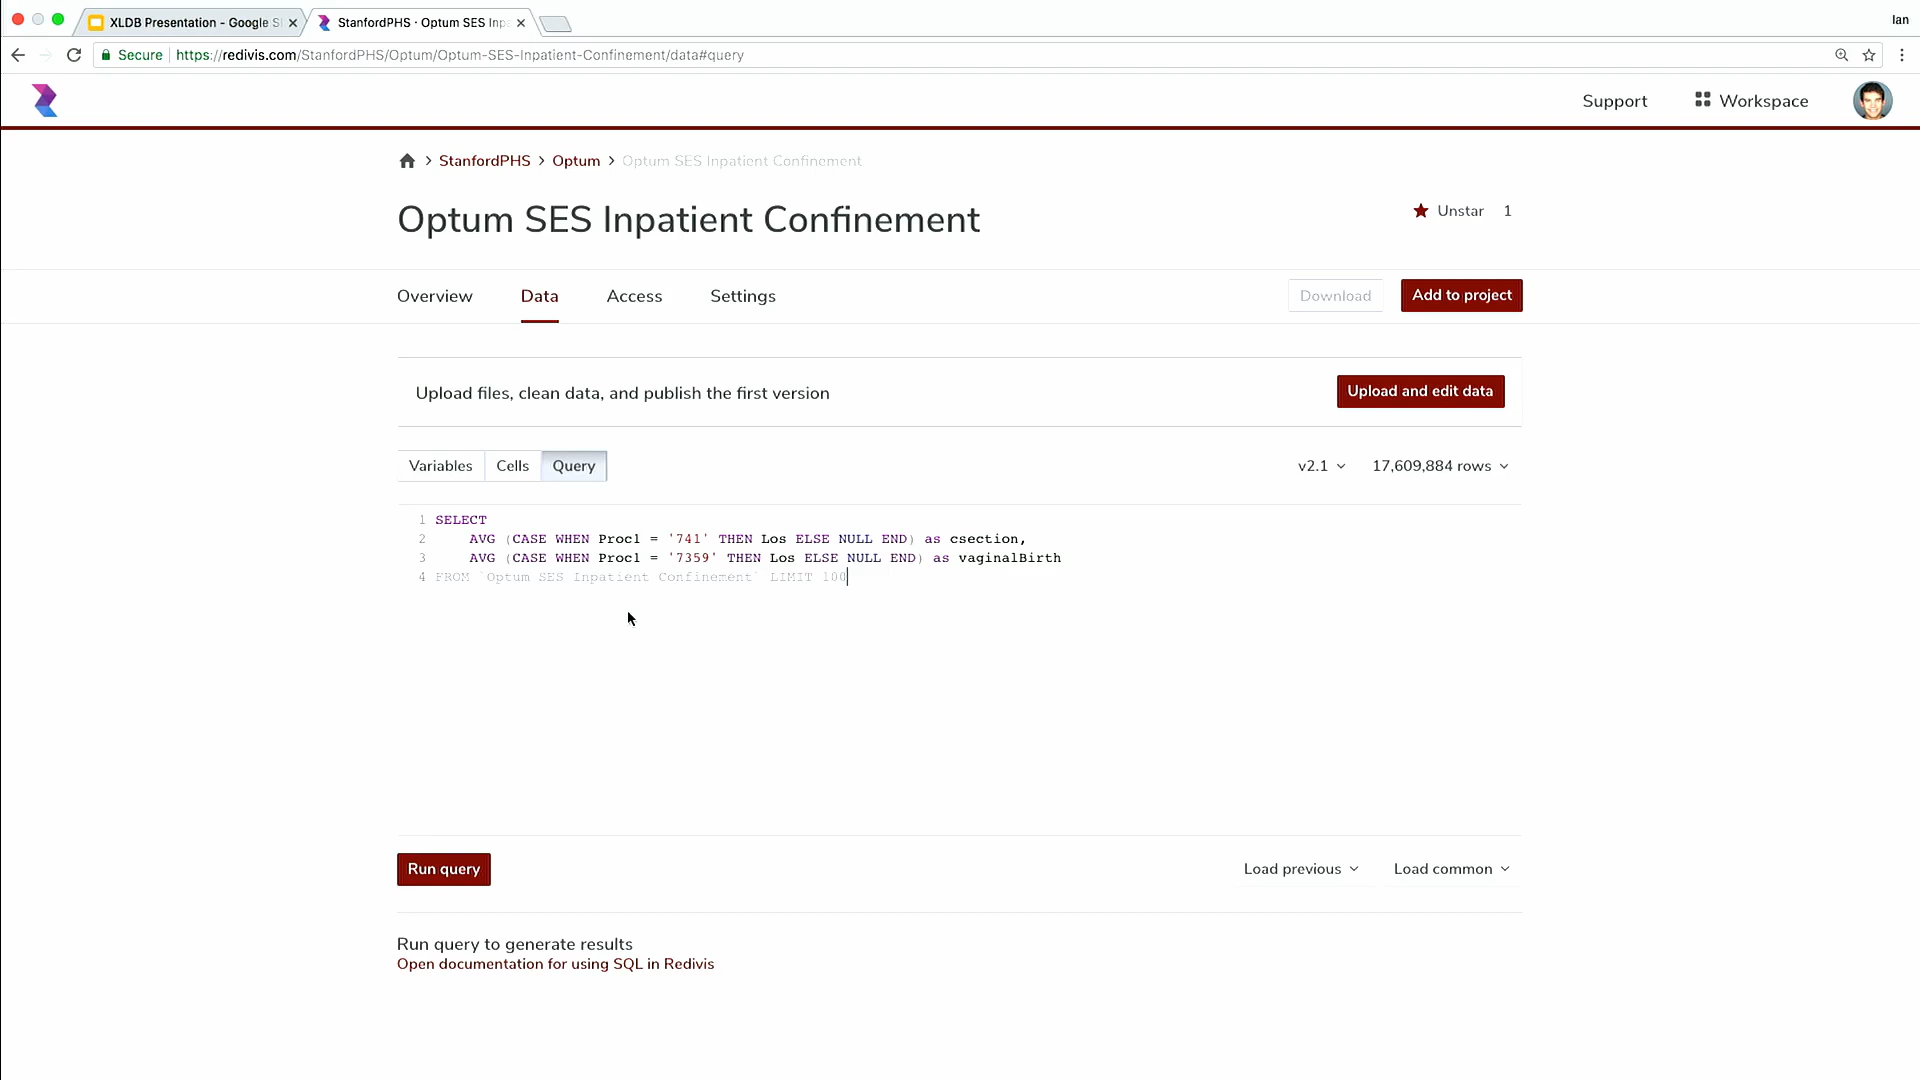 XLDB Presentation - Google S
StanfordPHS · Optum SES Inp
Ian
Secure
https://redivis.com/StanfordPHS/Optum/Optum-SES-Inpatient-Confinement/data#query
Support
Workspace
StanfordPHS
Optum
Optum SES Inpatient Confinement
Optum SES Inpatient Confinement
Unstar 1
Overview
Data
Access
Settings
Download
Add to project
Upload files, clean data, and publish the first version
Upload and edit data
Variables
Cells
Query
v2.1
17,609,884 rows
1 SELECT
2 AVG (CASE WHEN Proc1 = '741' THEN Los ELSE NULL END) as csection,
3 AVG (CASE WHEN Proc1 = '7359' THEN Los ELSE NULL END) as vaginalBirth
4 FROM `Optum SES Inpatient Confinement` LIMIT 100
Run query
Load previous
Load common
Run query to generate results
Open documentation for using SQL in Redivis